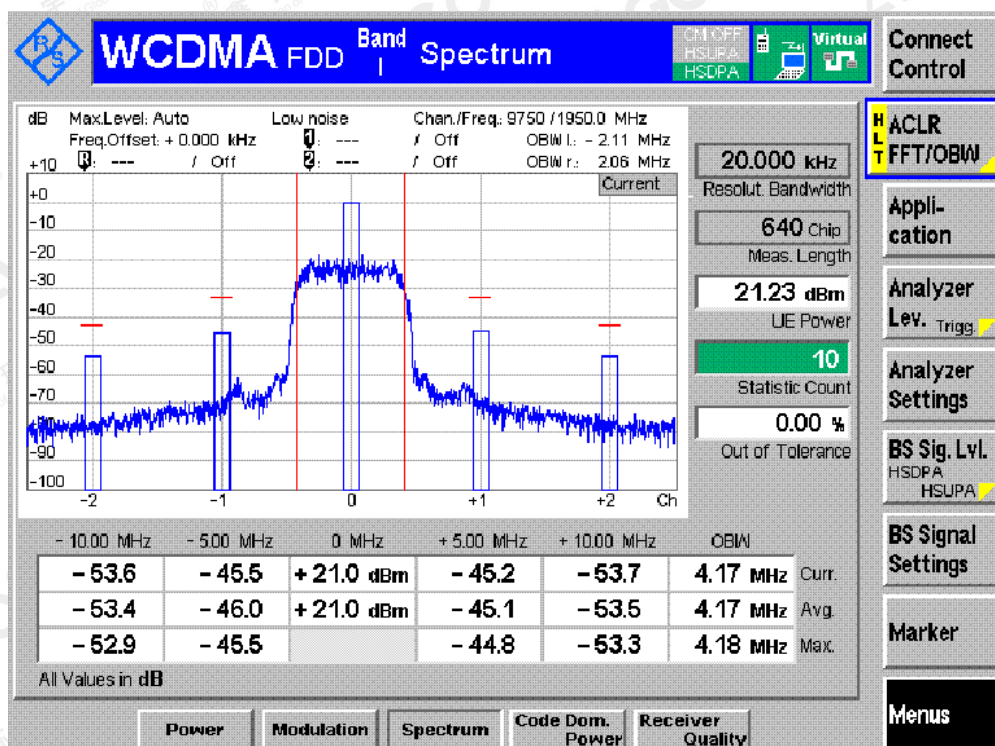 WCDMA FDD Band I Spectrum
CM OFF
HSUPA
HSDPA
Virtual
Connect Control
dB Max.Level: Auto Low noise Chan./Freq.: 9750 /1950.0 MHz
Freq.Offset: + 0.000 kHz 1: --- / Off OBW l.: – 2.11 MHz
R: --- / Off 2: --- / Off OBW r.: 2.06 MHz
Current
+10
+0
-10
-20
-30
-40
-50
-60
-70
-90
-100
-2 -1 0 +1 +2 Ch
20.000 kHz
Resolut. Bandwidth
640 Chip
Meas. Length
21.23 dBm
UE Power
10
Statistic Count
0.00 %
Out of Tolerance
– 10.00 MHz – 5.00 MHz 0 MHz + 5.00 MHz + 10.00 MHz OBW
– 53.6 – 45.5 + 21.0 dBm – 45.2 – 53.7 4.17 MHz Curr.
– 53.4 – 46.0 + 21.0 dBm – 45.1 – 53.5 4.17 MHz Avg.
– 52.9 – 45.5 – 44.8 – 53.3 4.18 MHz Max.
All Values in dB
HLT ACLR
FFT/OBW
Appli-
cation
Analyzer
Lev. Trigg.
Analyzer
Settings
BS Sig. Lvl.
HSDPA
HSUPA
BS Signal
Settings
Marker
Menus
Power
Modulation
Spectrum
Code Dom.
Power
Receiver
Quality